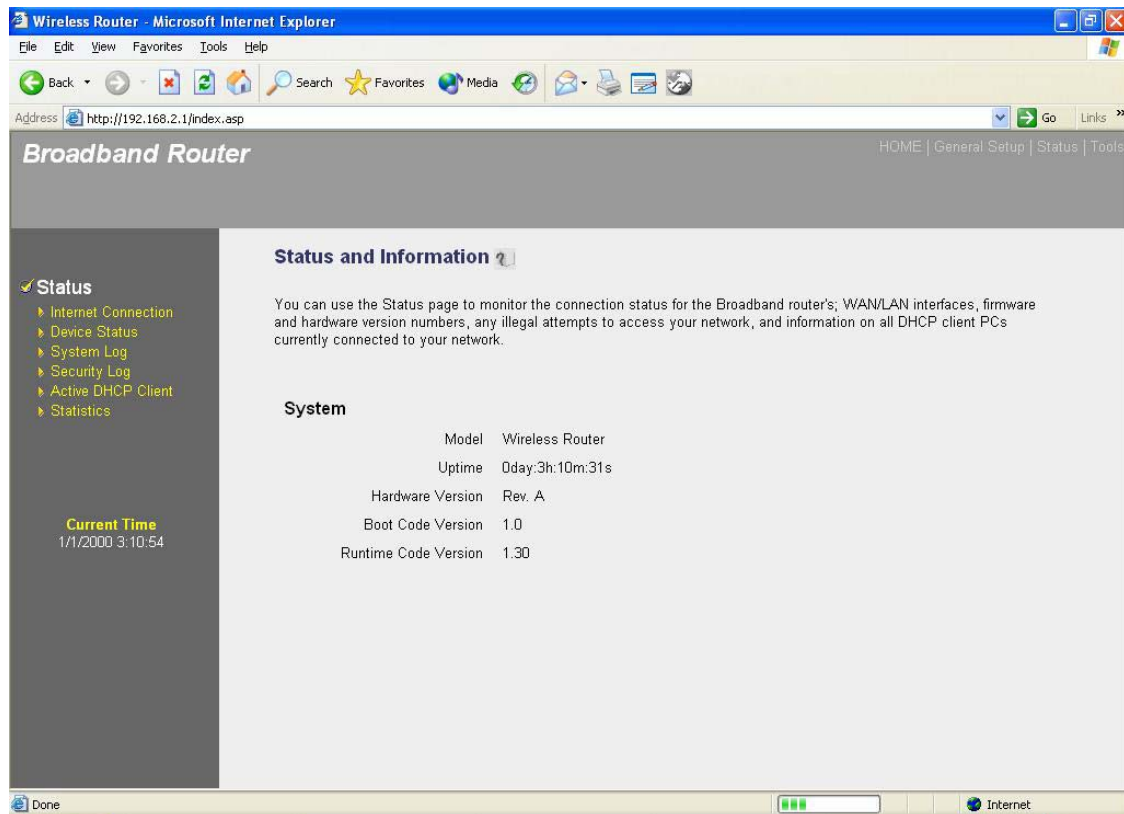 Wireless Router - Microsoft Internet Explorer
File Edit View Favorites Tools Help
Back Search Favorites Media
Address http://192.168.2.1/index.asp Go Links »
Broadband Router
HOME | General Setup | Status | Tools
Status
Internet Connection
Device Status
System Log
Security Log
Active DHCP Client
Statistics
Current Time
1/1/2000 3:10:54
Status and Information
You can use the Status page to monitor the connection status for the Broadband router's; WAN/LAN interfaces, firmware
and hardware version numbers, any illegal attempts to access your network, and information on all DHCP client PCs
currently connected to your network.
System
Model Wireless Router
Uptime 0day:3h:10m:31s
Hardware Version Rev. A
Boot Code Version 1.0
Runtime Code Version 1.30
Done Internet